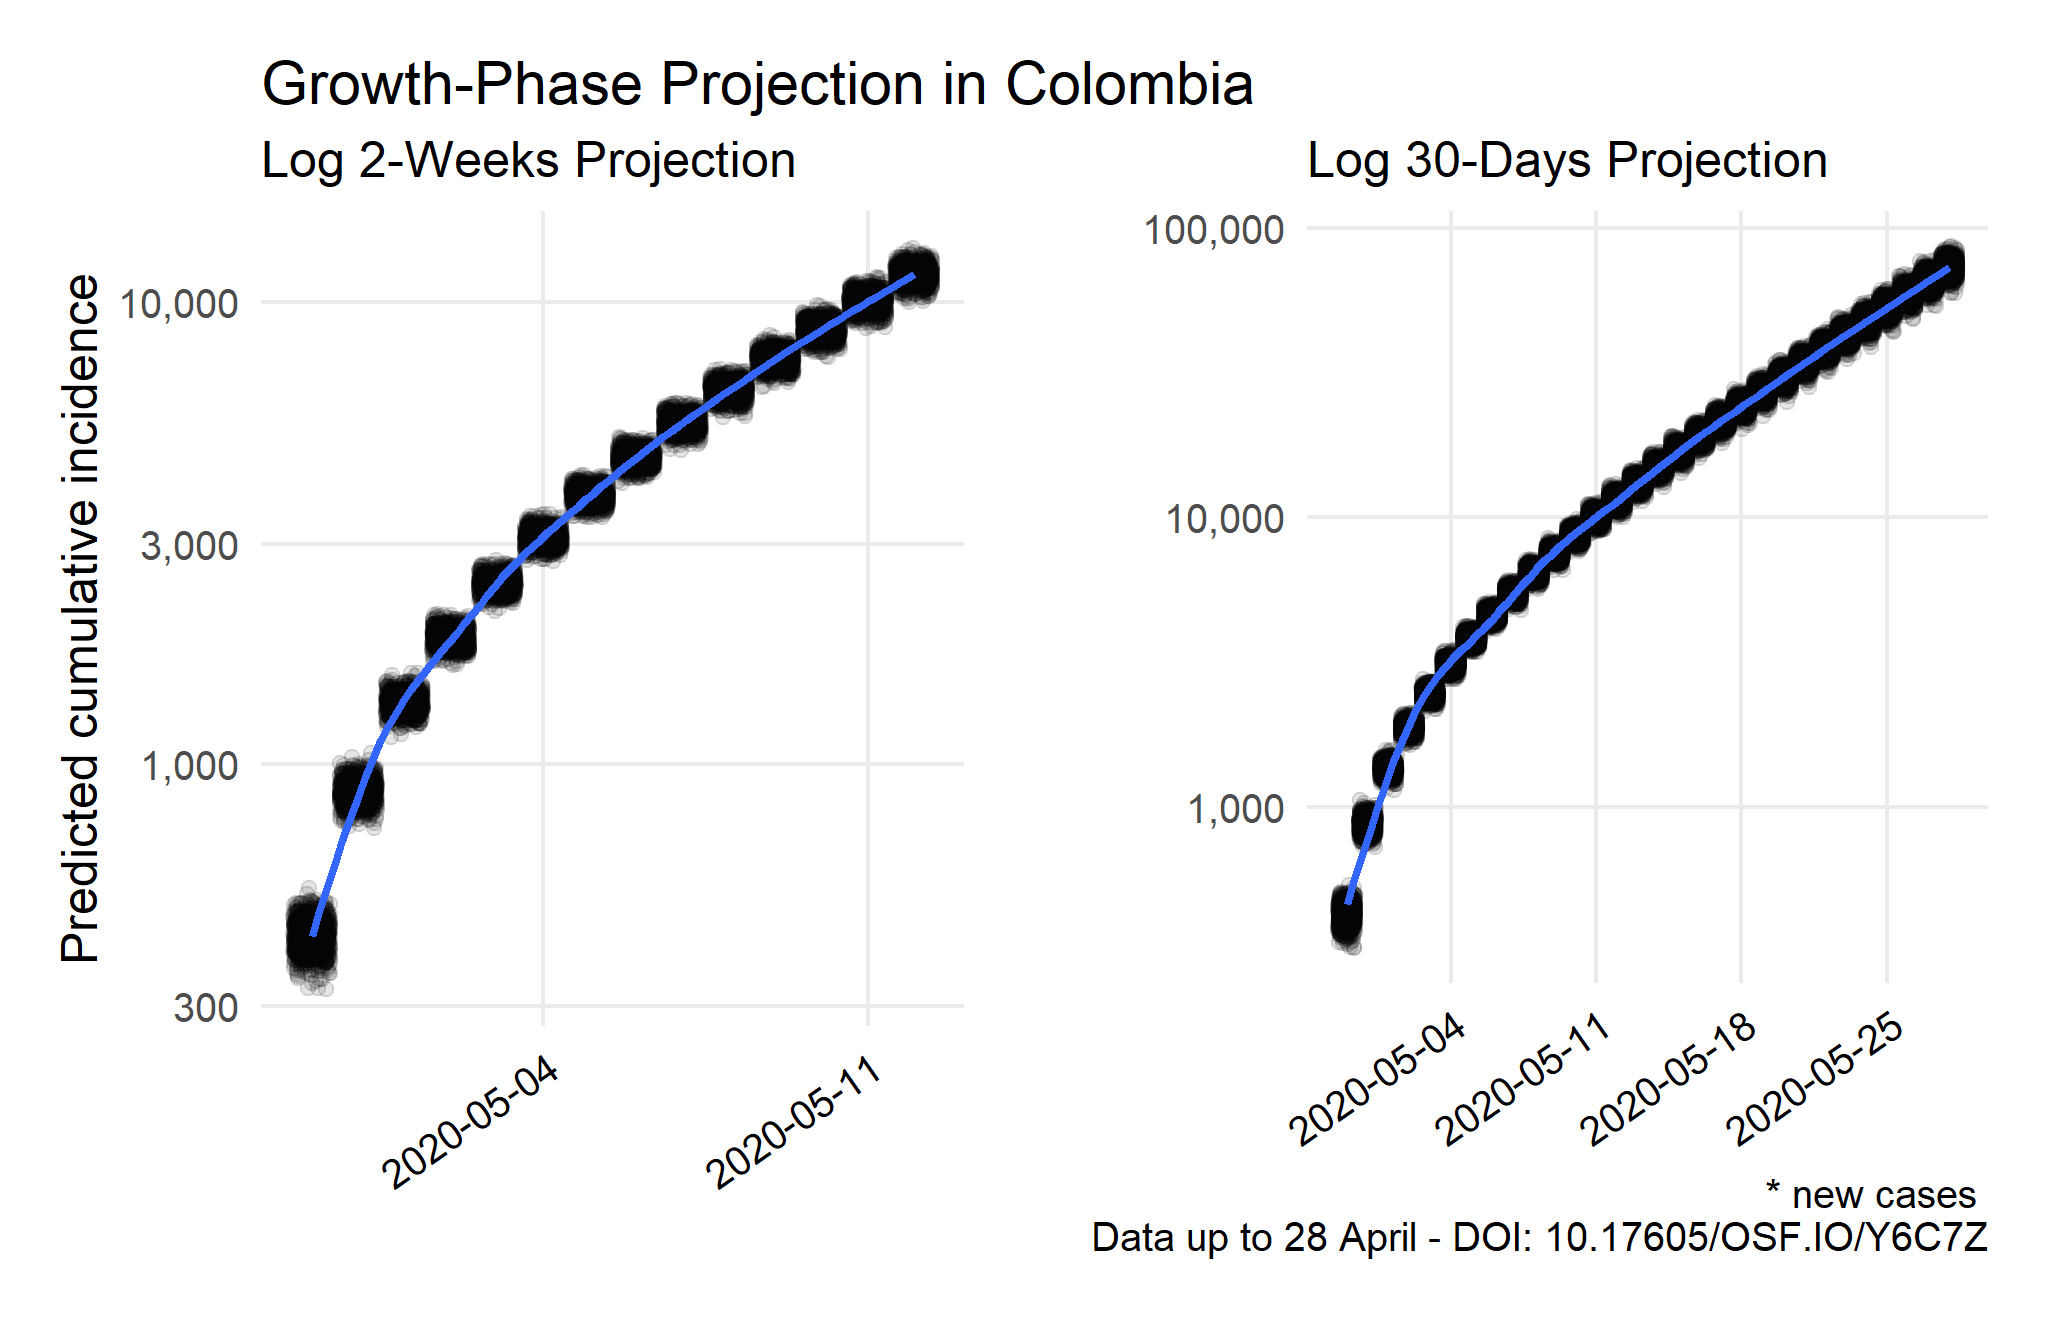 Growth-Phase Projection in Colombia
Log 2-Weeks Projection
Predicted cumulative incidence
10,000
3,000
1,000
300
2020-05-04
2020-05-11
Log 30-Days Projection
100,000
10,000
1,000
2020-05-04
2020-05-11
2020-05-18
2020-05-25
* new cases
Data up to 28 April - DOI: 10.17605/OSF.IO/Y6C7Z